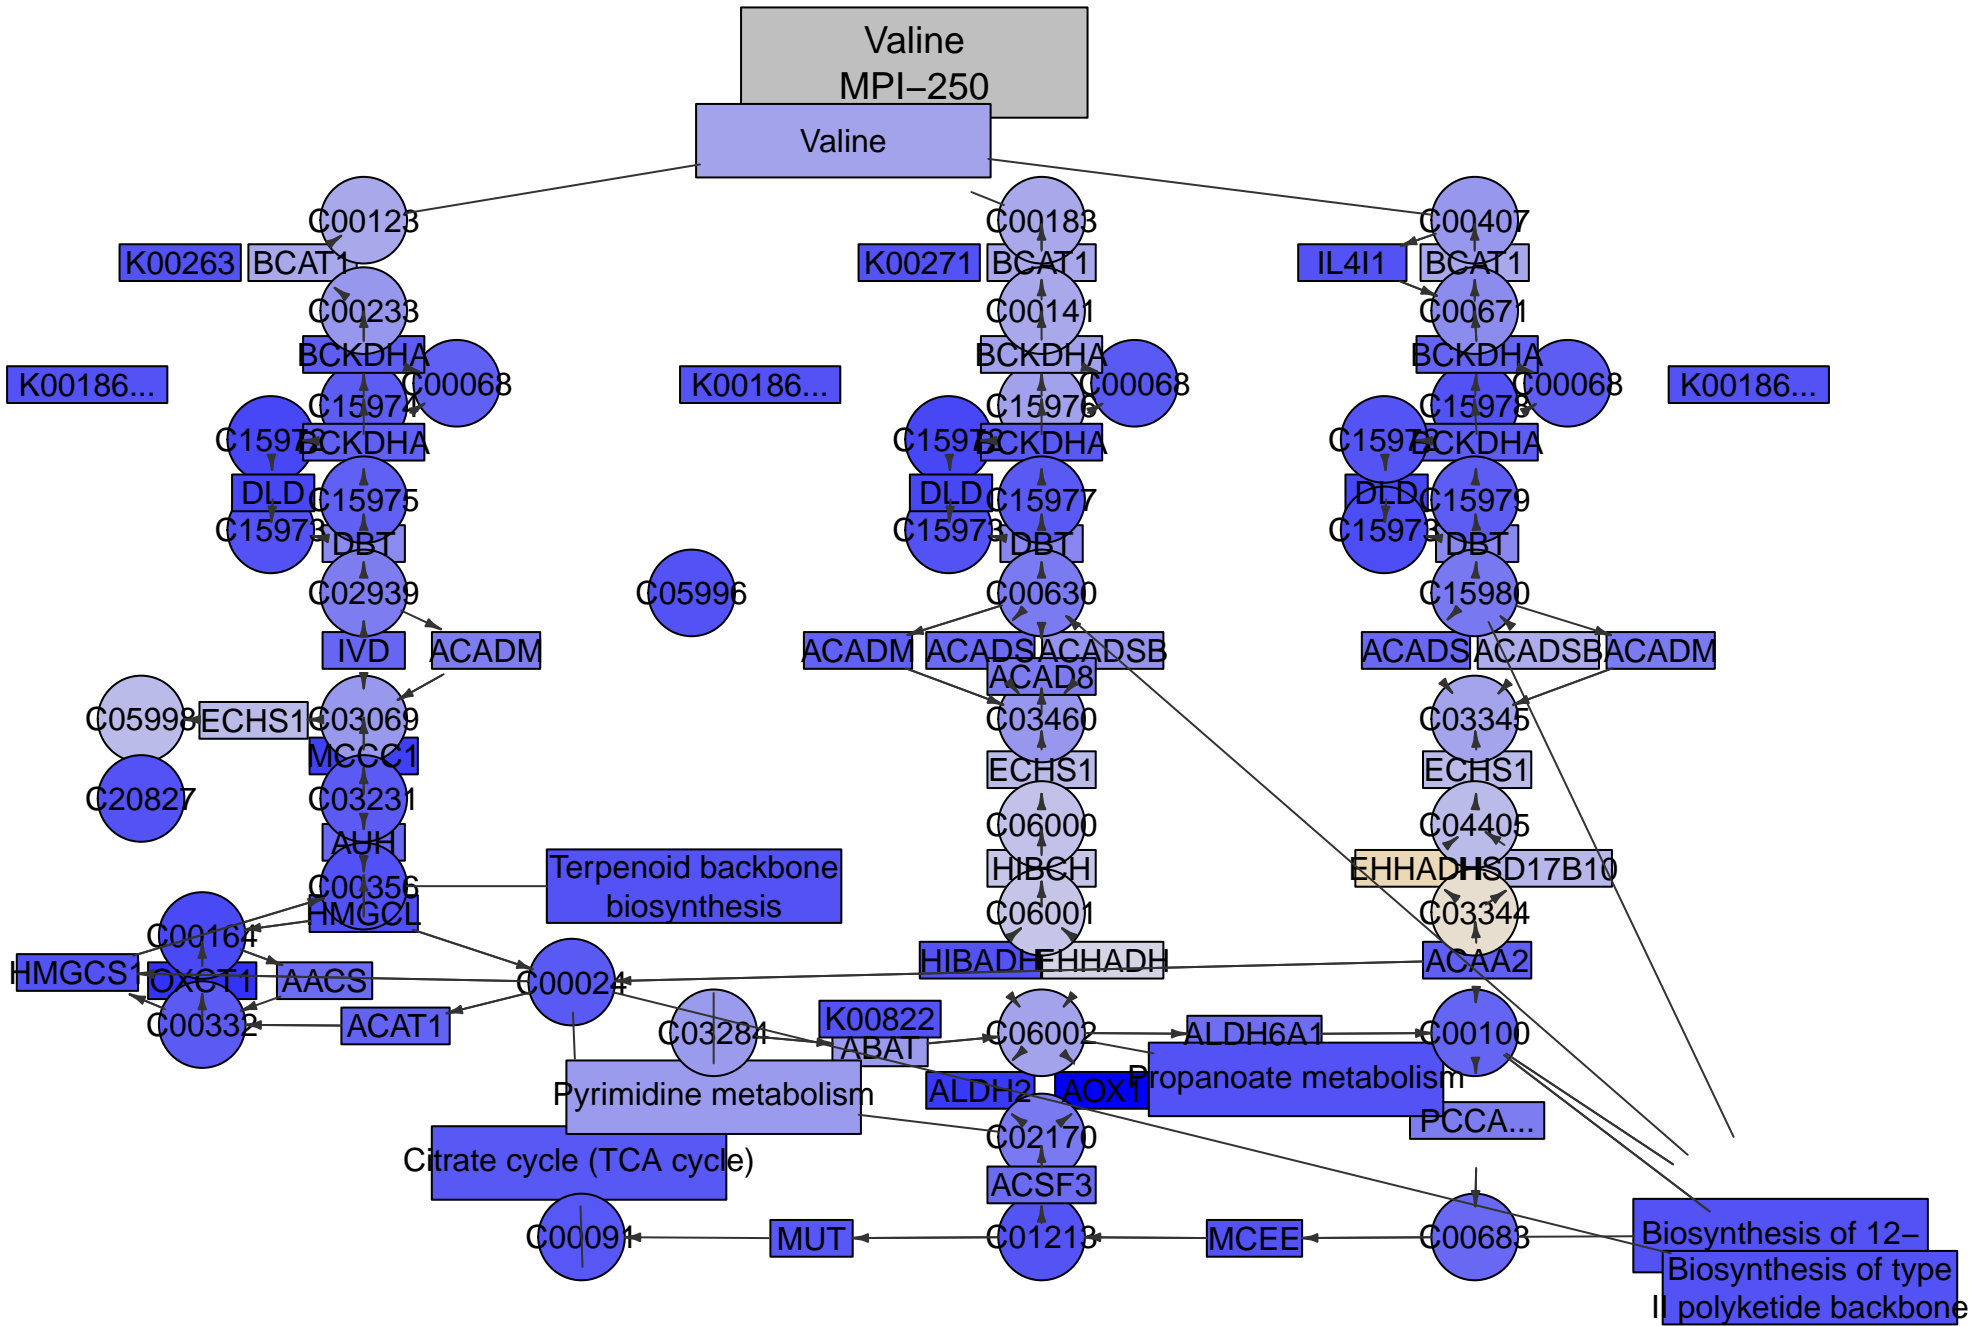 Valine
MPI−250
Valine
C00123
C00183
C00407
K00263
BCAT1
K00271
BCAT1
IL4I1
BCAT1
C00233
C00141
C00671
BCKDHA
BCKDHA
BCKDHA
K00186...
C00068
K00186...
C00068
C00068
K00186...
C15974
C15976
C15978
C15972
BCKDHA
C15972
BCKDHA
C15972
BCKDHA
DLD
C15975
DLD
C15977
DLD
C15979
C15973
DBT
C15973
DBT
C15973
DBT
C02939
C05996
C00630
C15980
IVD
ACADM
ACADM
ACADS
ACADSB
ACADS
ACADSB
ACADM
ACAD8
C05998
ECHS1
C03069
C03460
C03345
MCCC1
ECHS1
ECHS1
C20827
C03231
C06000
C04405
AUH
Terpenoid backbone
biosynthesis
HIBCH
EHHADH
HSD17B10
C00356
HMGCL
C06001
C03344
C00164
HIBADH
EHHADH
ACAA2
HMGCS1
OXCT1
AACS
C00024
C00332
ACAT1
C03284
K00822
ABAT
C06002
ALDH6A1
C00100
Pyrimidine metabolism
ALDH2
AOX1
Propanoate metabolism
PCCA...
C02170
Citrate cycle (TCA cycle)
ACSF3
C00091
MUT
C01213
MCEE
C00683
Biosynthesis of 12−
Biosynthesis of type
II polyketide backbone